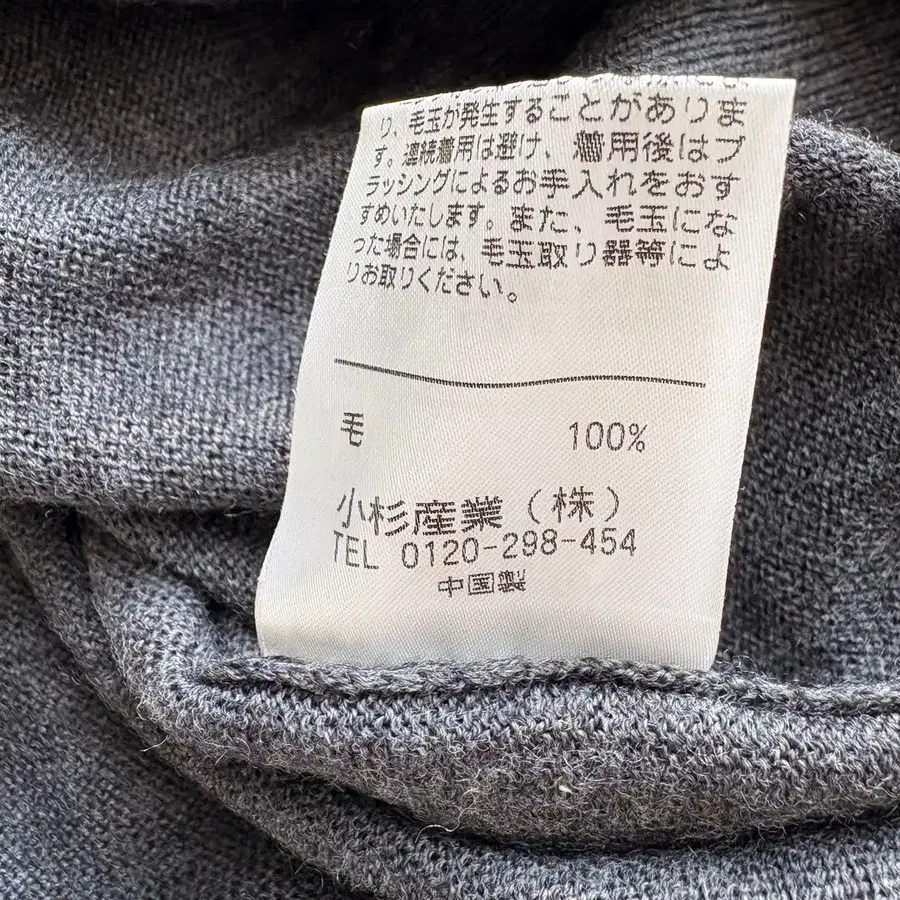 り、毛玉が発生することがありま
す。連続着用は避け、着用後はブ
ラッシングによるお手入れをおす
すめいたします。また、毛玉にな
った場合には、毛玉取り器等によ
りお取りください。
毛 100%
小杉産業（株）
TEL 0120-298-454
中国製